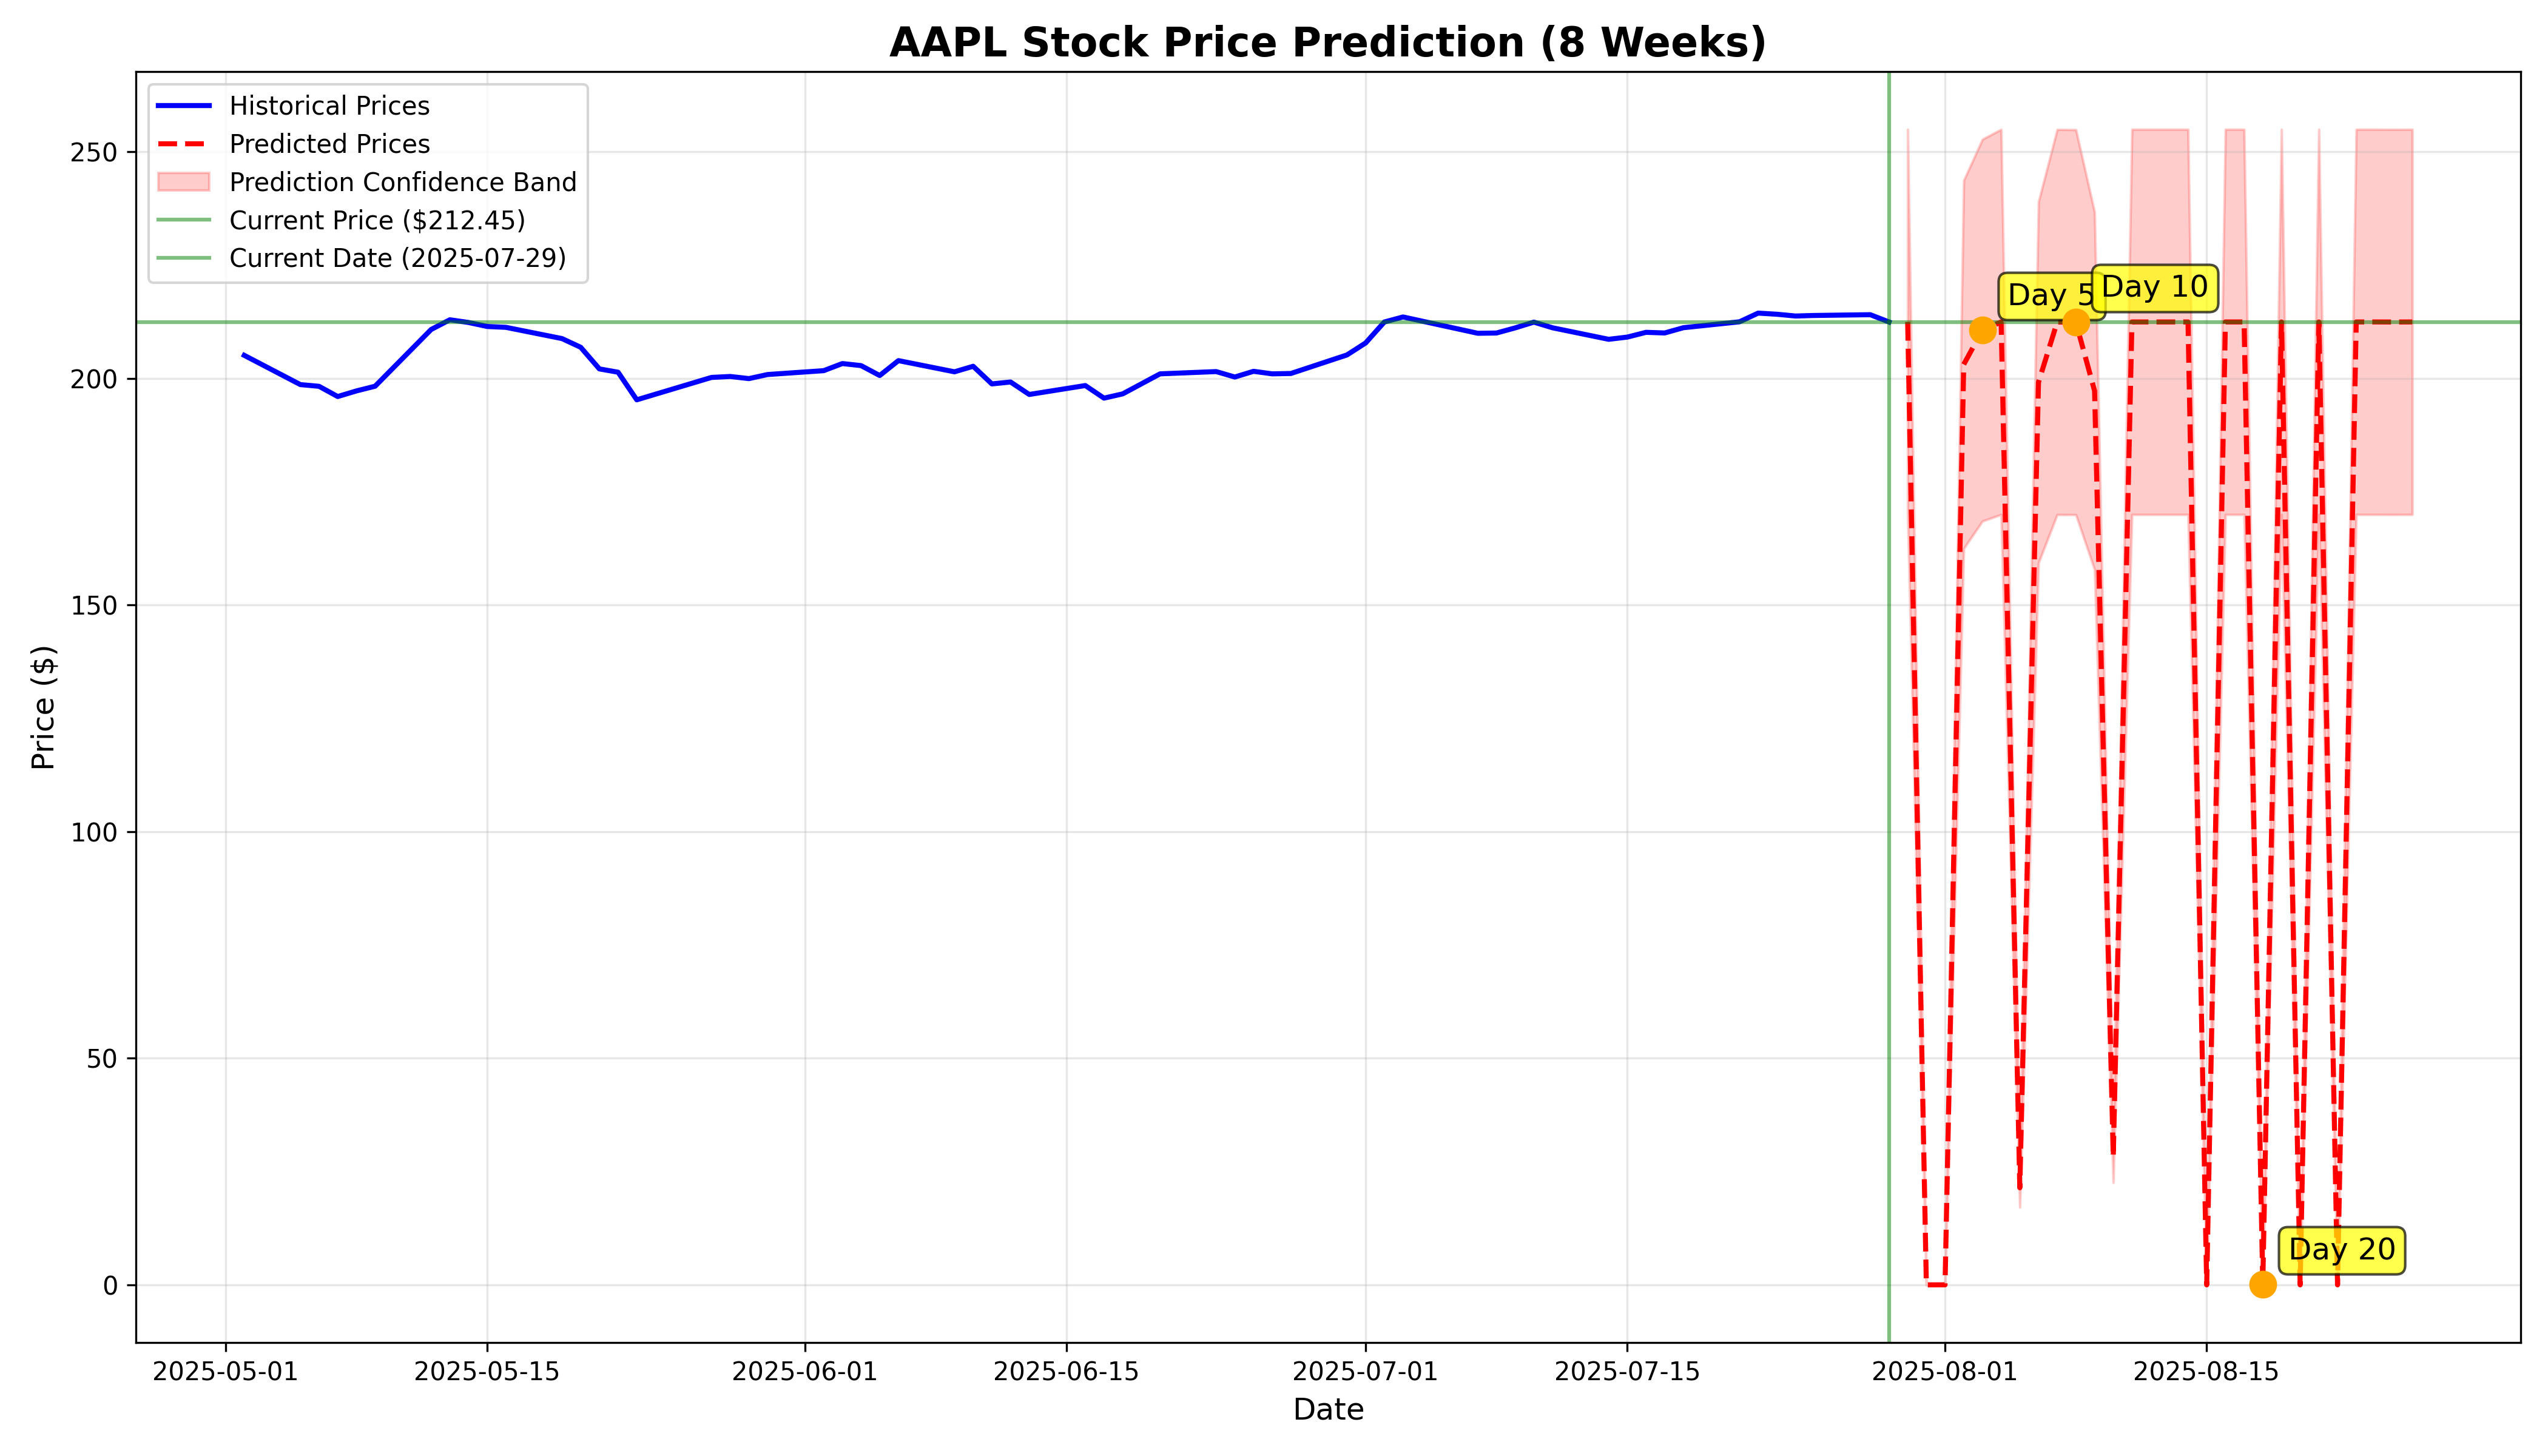 AAPL Stock Price Prediction (8 Weeks)
Historical Prices
Predicted Prices
Prediction Confidence Band
Current Price ($212.45)
Current Date (2025-07-29)
Price ($)
250
200
150
100
50
0
Day 5
Day 10
Day 20
2025-05-01
2025-05-15
2025-06-01
2025-06-15
2025-07-01
2025-07-15
2025-08-01
2025-08-15
Date